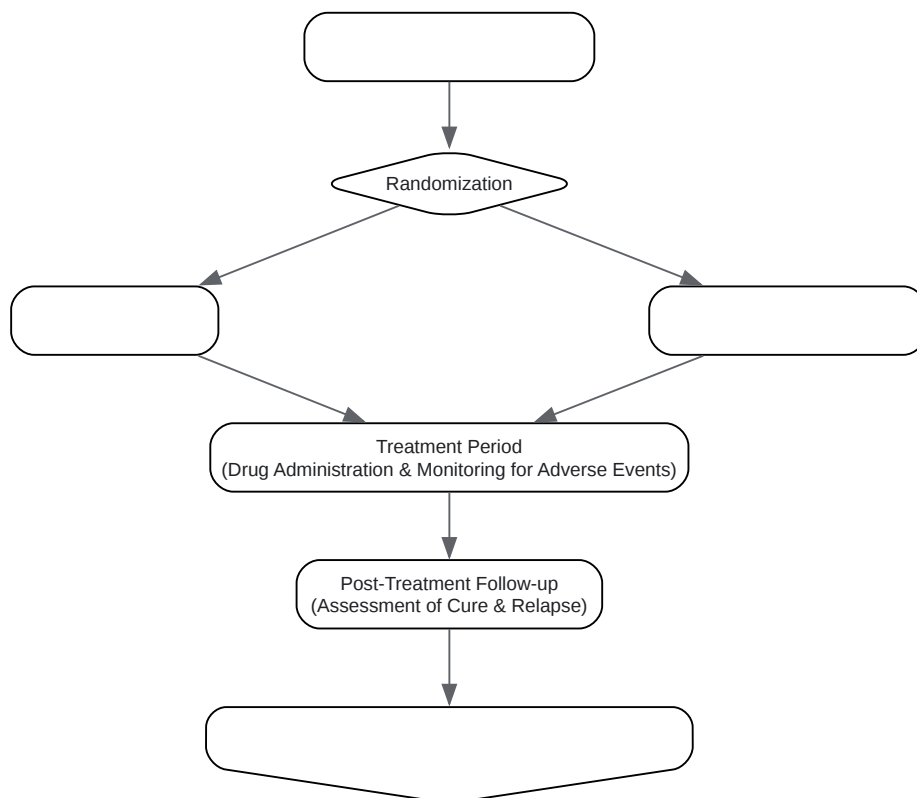 Randomization
Treatment Period
(Drug Administration & Monitoring for Adverse Events)
Post-Treatment Follow-up
(Assessment of Cure & Relapse)